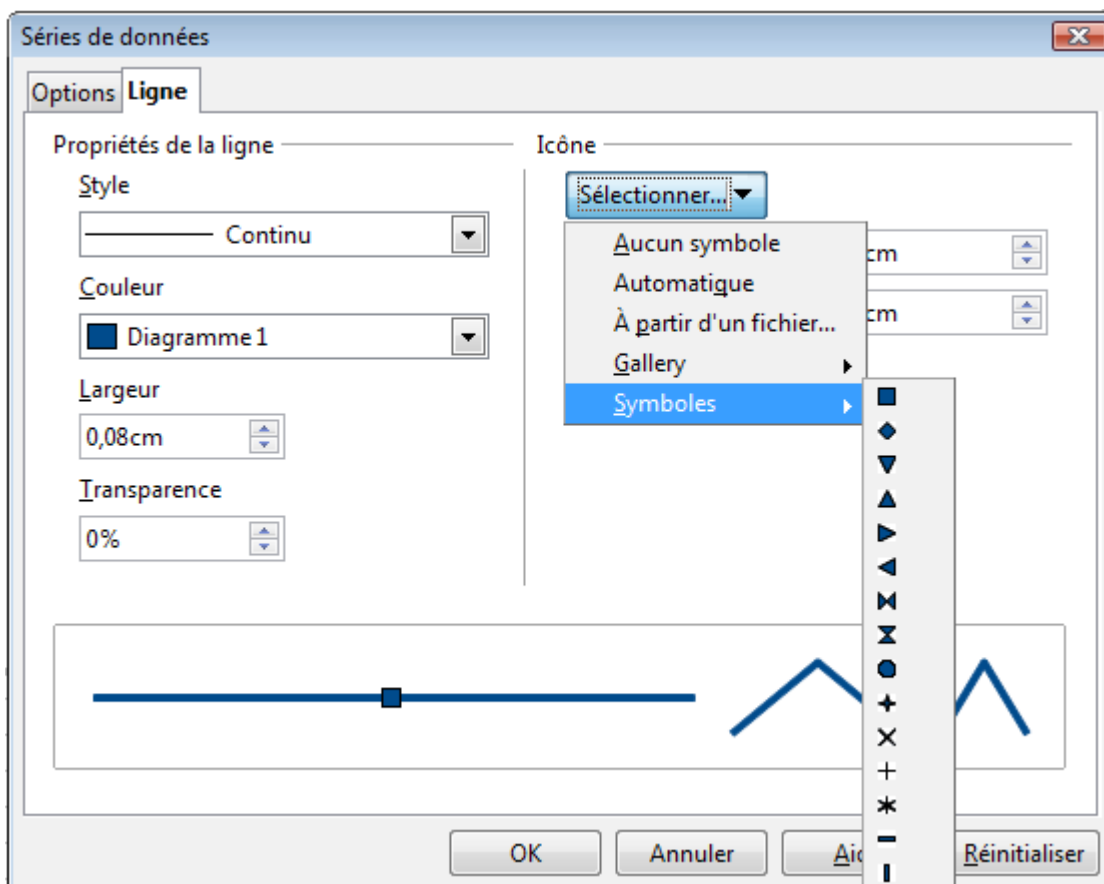 Séries de données
Options Ligne
Propriétés de la ligne
Style
Continu
Couleur
Diagramme 1
Largeur
0,08cm
Transparence
0%
Icône
Sélectionner...
Aucun symbole
Automatique
À partir d'un fichier...
Gallery
Symboles
cm
cm
OK Annuler Réinitialiser